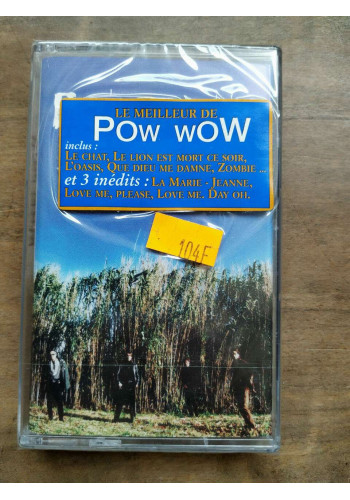 LE MEILLEUR DE
POW WOW
inclus :
LE CHAT, LE LION EST MORT CE SOIR,
L'OASIS, QUE DIEU ME DAMNE, ZOMBIE ...
et 3 inédits : LA MARIE - JEANNE,
LOVE ME, PLEASE, LOVE ME. DAY OH.
104F